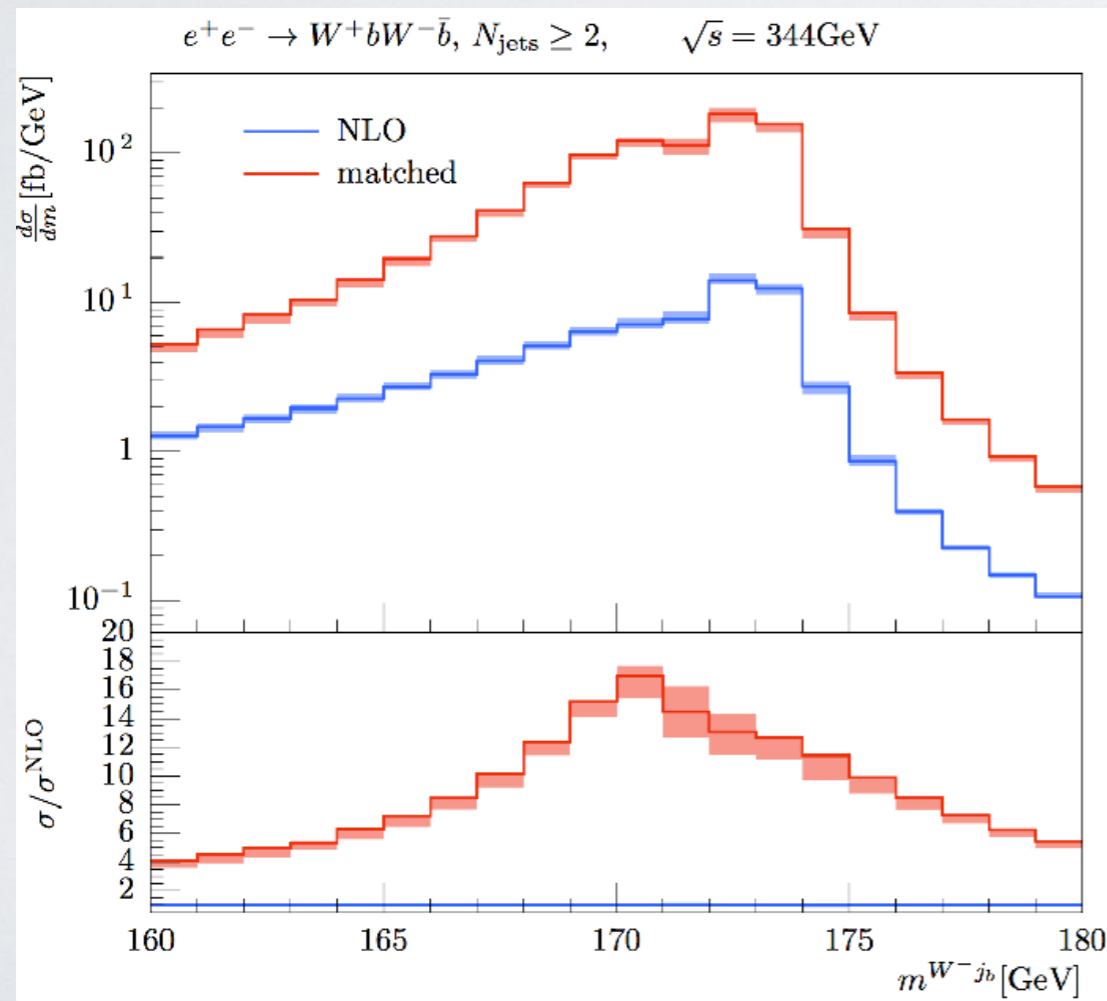 e⁺e⁻ → W⁺bW⁻b̄, N_jets ≥ 2, √s = 344GeV
NLO
matched
dσ/dm [fb/GeV]
10²
10¹
1
10⁻¹
20
18
16
14
12
10
8
6
4
2
σ/σ^NLO
160 165 170 175 180
m^{W⁻j_b}[GeV]